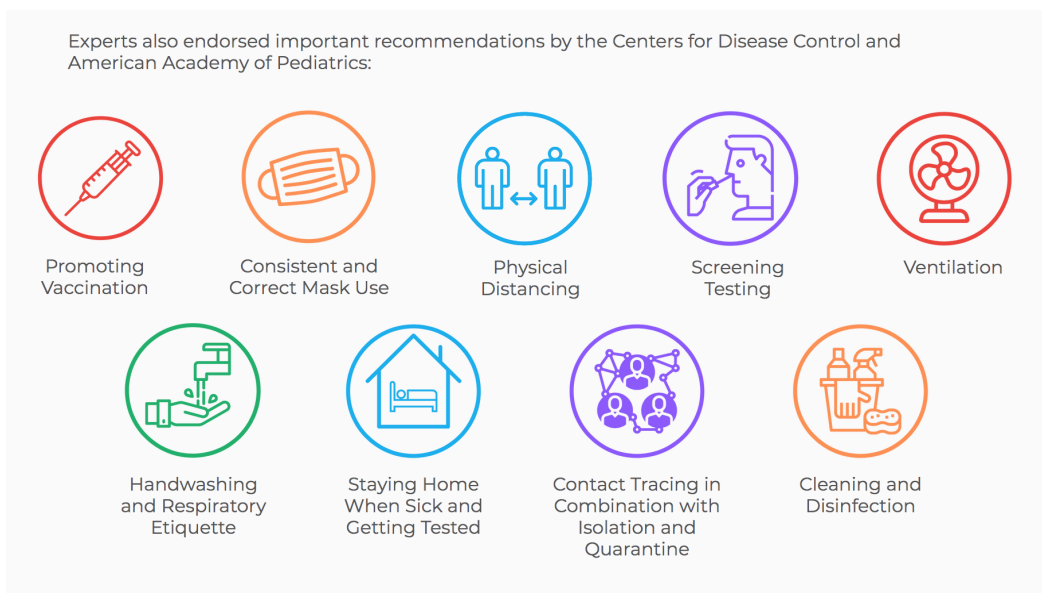 Experts also endorsed important recommendations by the Centers for Disease Control and
American Academy of Pediatrics:
Promoting
Vaccination
Consistent and
Correct Mask Use
Physical
Distancing
Screening
Testing
Ventilation
Handwashing
and Respiratory
Etiquette
Staying Home
When Sick and
Getting Tested
Contact Tracing in
Combination with
Isolation and
Quarantine
Cleaning and
Disinfection